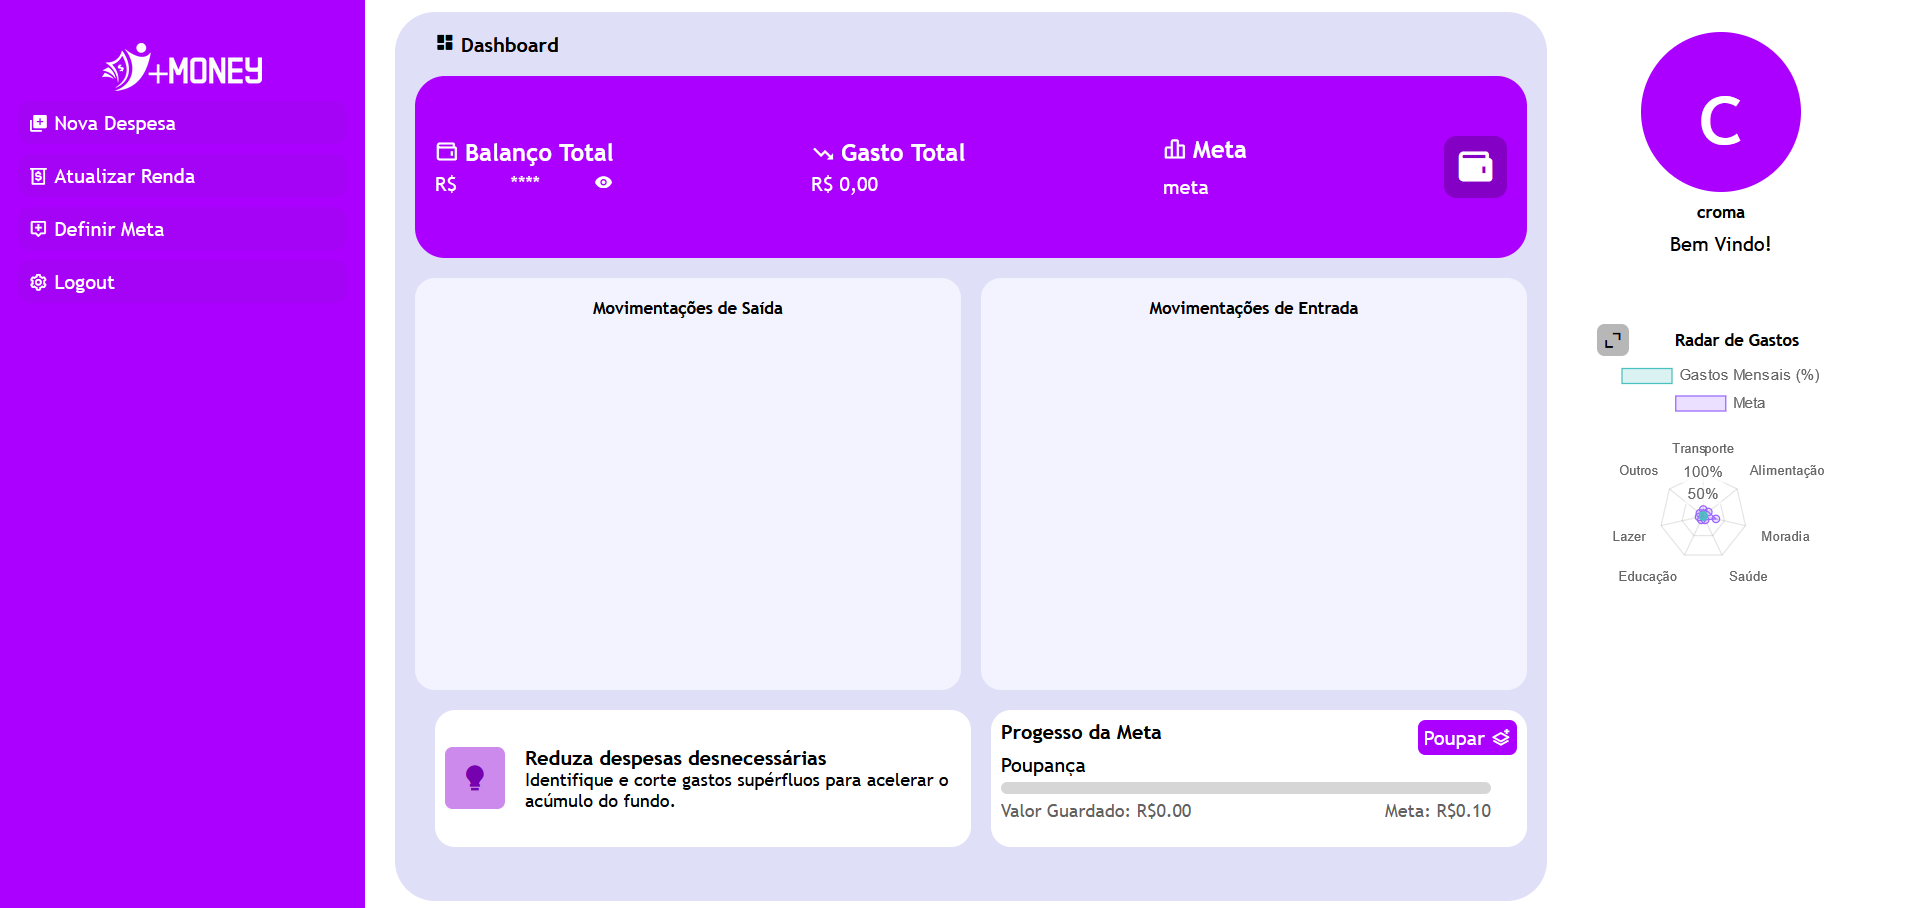 +MONEY
Nova Despesa
Atualizar Renda
Definir Meta
Logout
Dashboard
Balanço Total
R$ ****
Gasto Total
R$ 0,00
Meta
meta
Movimentações de Saída
Movimentações de Entrada
Reduza despesas desnecessárias
Identifique e corte gastos supérfluos para acelerar o
acúmulo do fundo.
Progesso da Meta
Poupar
Poupança
Valor Guardado: R$0.00
Meta: R$0.10
C
croma
Bem Vindo!
Radar de Gastos
Gastos Mensais (%)
Meta
Transporte
Outros
100%
Alimentação
50%
Lazer
Moradia
Educação
Saúde